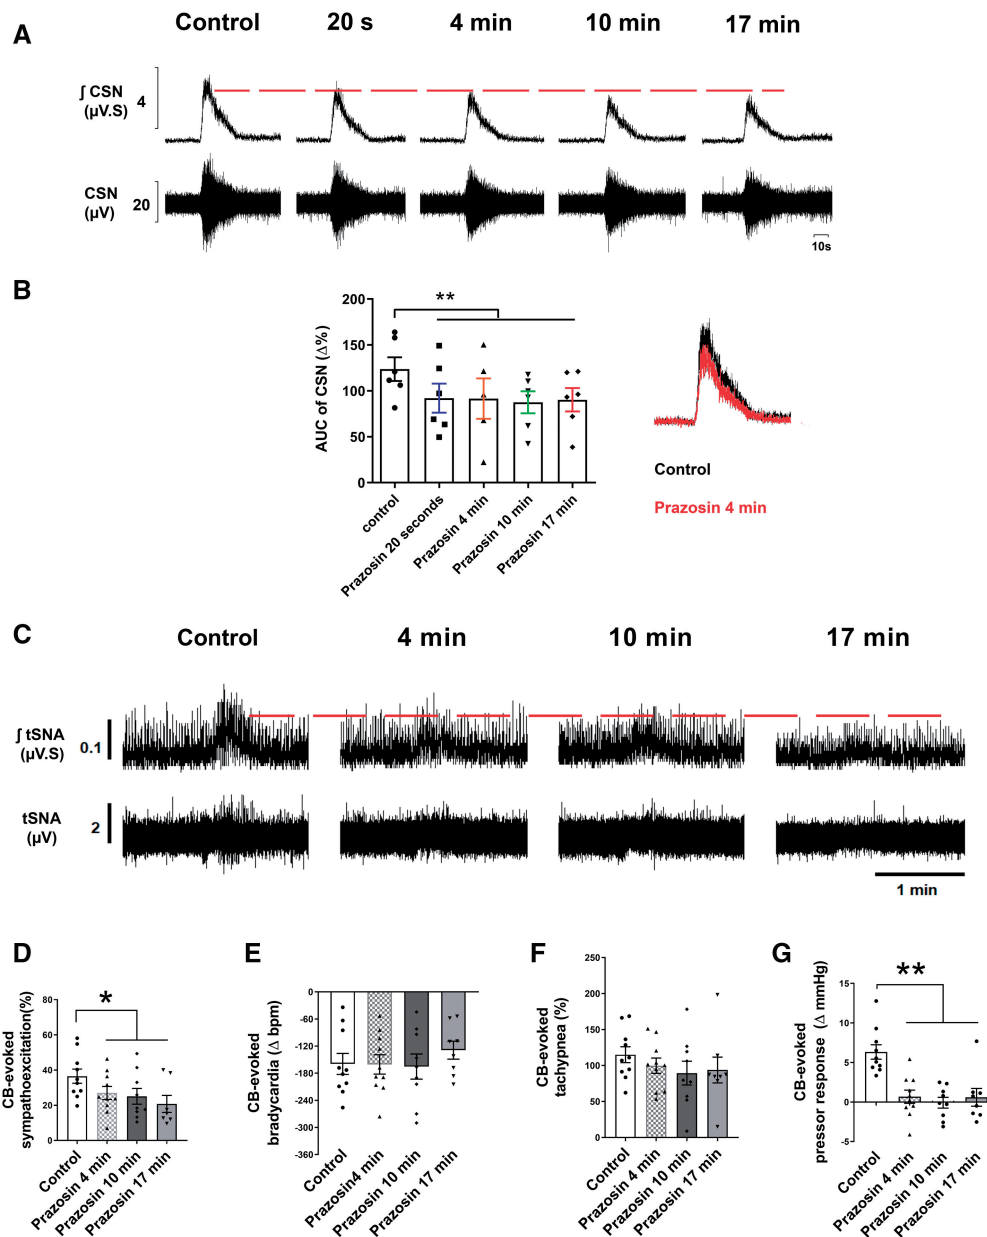 A
Control 20 s 4 min 10 min 17 min
∫ CSN
(µV.S)
4
CSN
(µV)
20
10s
B
AUC of CSN (Δ%)
200
150
100
50
0
**
control
Prazosin 20 seconds
Prazosin 4 min
Prazosin 10 min
Prazosin 17 min
Control
Prazosin 4 min
C
Control 4 min 10 min 17 min
∫ tSNA
(µV.S)
0.1
tSNA
(µV)
2
1 min
D
CB-evoked
sympathoexcitation(%)
80
60
40
20
0
*
Control
Prazosin 4 min
Prazosin 10 min
Prazosin 17 min
E
CB-evoked
bradycardia (Δ bpm)
0
-60
-120
-180
-240
-300
-360
Control
Prazosin4 min
Prazosin 10 min
Prazosin 17 min
F
CB-evoked
tachypnea (%)
250
200
150
100
50
0
Control
Prazosin 4 min
Prazosin 10 min
Prazosin 17 min
G
CB-evoked
pressor response (Δ mmHg)
15
10
5
0
-5
**
Control
Prazosin 4 min
Prazosin 10 min
Prazosin 17 min